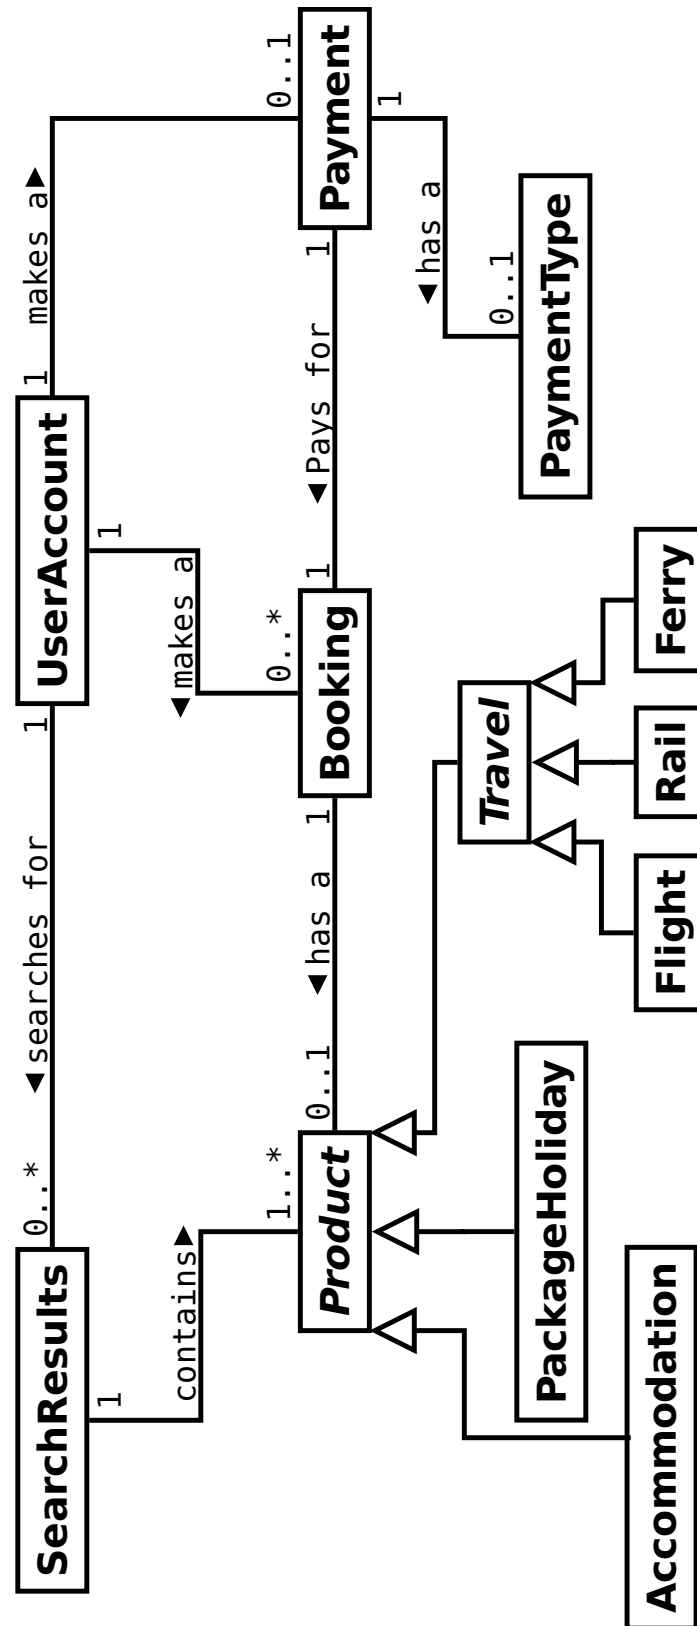 SearchResults
0..*
◀searches for
1
UserAccount
1
makes a▶
1
contains▶
1
◀makes a
1..*
0..*
0..1
Product
0..1
◀has a
1
Booking
1
◀Pays for
1
Payment
1
◀has a
0..1
Travel
PaymentType
PackageHoliday
Accommodation
Flight
Rail
Ferry